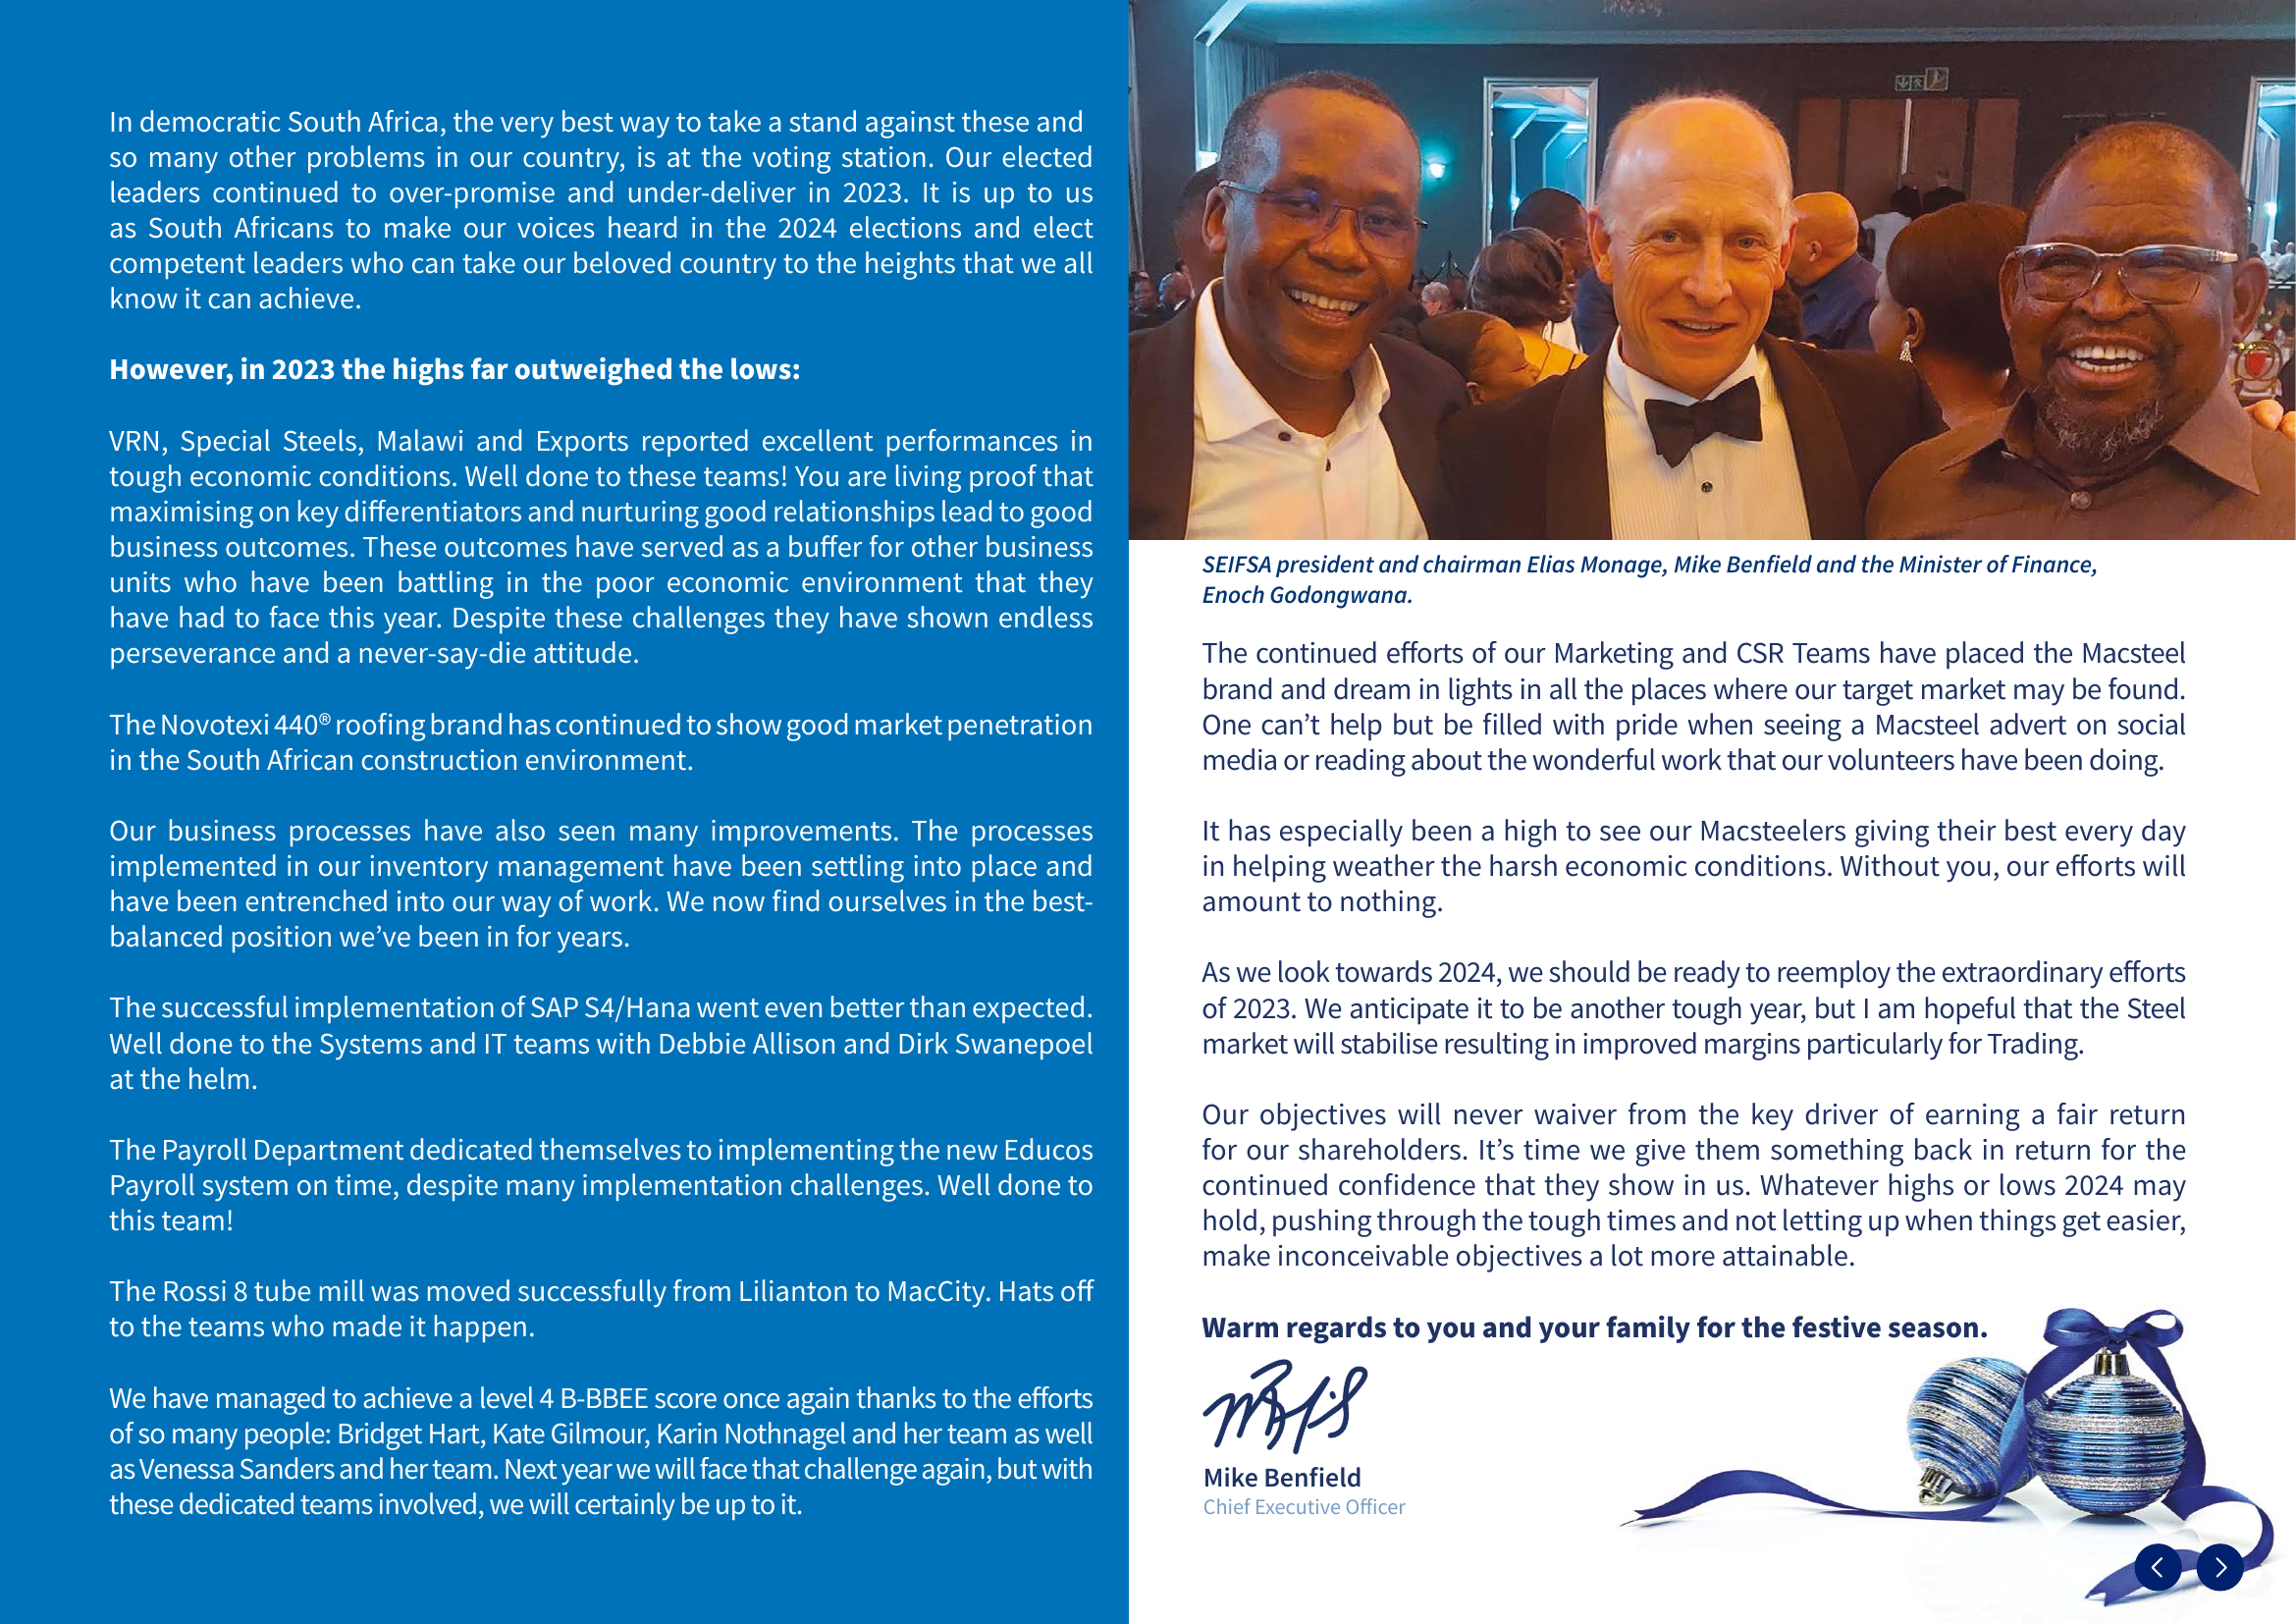 In democratic South Africa, the very best way to take a stand against these and
so many other problems in our country, is at the voting station. Our elected
leaders continued to over-promise and under-deliver in 2023. It is up to us
as South Africans to make our voices heard in the 2024 elections and elect
competent leaders who can take our beloved country to the heights that we all
know it can achieve.
However, in 2023 the highs far outweighed the lows:
VRN, Special Steels, Malawi and Exports reported excellent performances in
tough economic conditions. Well done to these teams! You are living proof that
maximising on key differentiators and nurturing good relationships lead to good
business outcomes. These outcomes have served as a buffer for other business
units who have been battling in the poor economic environment that they
have had to face this year. Despite these challenges they have shown endless
perseverance and a never-say-die attitude.
The Novotexi 440® roofing brand has continued to show good market penetration
in the South African construction environment.
Our business processes have also seen many improvements. The processes
implemented in our inventory management have been settling into place and
have been entrenched into our way of work. We now find ourselves in the best-
balanced position we’ve been in for years.
The successful implementation of SAP S4/Hana went even better than expected.
Well done to the Systems and IT teams with Debbie Allison and Dirk Swanepoel
at the helm.
The Payroll Department dedicated themselves to implementing the new Educos
Payroll system on time, despite many implementation challenges. Well done to
this team!
The Rossi 8 tube mill was moved successfully from Lilianton to MacCity. Hats off
to the teams who made it happen.
We have managed to achieve a level 4 B-BBEE score once again thanks to the efforts
of so many people: Bridget Hart, Kate Gilmour, Karin Nothnagel and her team as well
as Venessa Sanders and her team. Next year we will face that challenge again, but with
these dedicated teams involved, we will certainly be up to it.
SEIFSA president and chairman Elias Monage, Mike Benfield and the Minister of Finance,
Enoch Godongwana.
The continued efforts of our Marketing and CSR Teams have placed the Macsteel
brand and dream in lights in all the places where our target market may be found.
One can’t help but be filled with pride when seeing a Macsteel advert on social
media or reading about the wonderful work that our volunteers have been doing.
It has especially been a high to see our Macsteelers giving their best every day
in helping weather the harsh economic conditions. Without you, our efforts will
amount to nothing.
As we look towards 2024, we should be ready to reemploy the extraordinary efforts
of 2023. We anticipate it to be another tough year, but I am hopeful that the Steel
market will stabilise resulting in improved margins particularly for Trading.
Our objectives will never waiver from the key driver of earning a fair return
for our shareholders. It’s time we give them something back in return for the
continued confidence that they show in us. Whatever highs or lows 2024 may
hold, pushing through the tough times and not letting up when things get easier,
make inconceivable objectives a lot more attainable.
Warm regards to you and your family for the festive season.
Mike Benfield
Chief Executive Officer